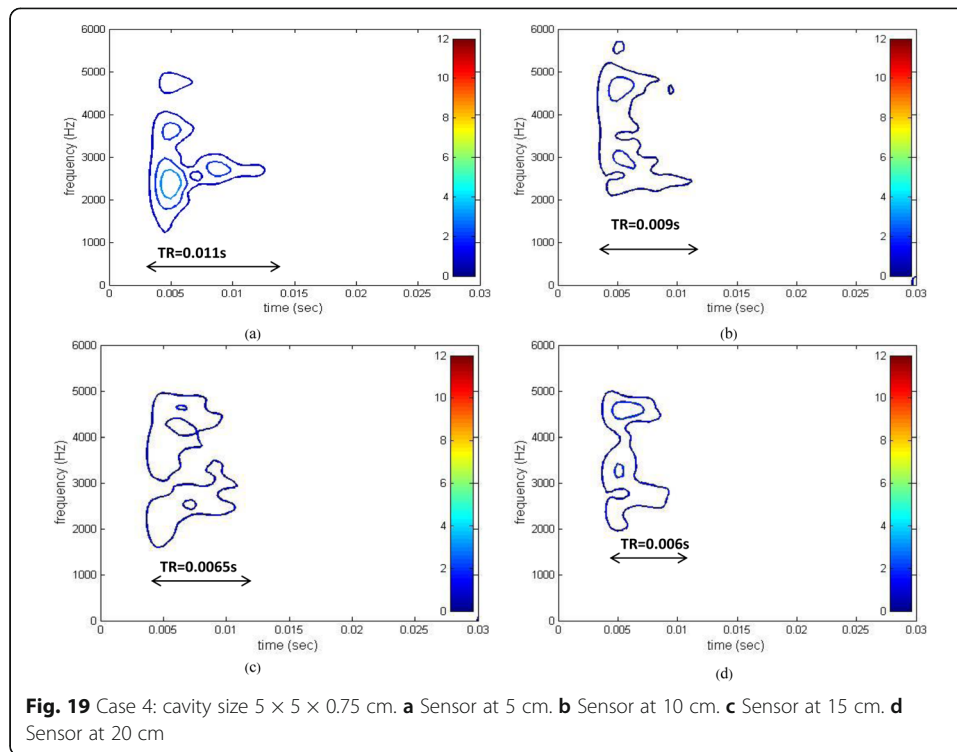 6000
5000
4000
3000
2000
1000
0
frequency (Hz)
TR=0.011s
0 0.005 0.01 0.015 0.02 0.025 0.03
time (sec)
12
10
8
6
4
2
0
(a)
6000
5000
4000
3000
2000
1000
0
frequency (Hz)
TR=0.009s
0 0.005 0.01 0.015 0.02 0.025 0.03
time (sec)
12
10
8
6
4
2
0
(b)
6000
5000
4000
3000
2000
1000
0
frequency (Hz)
TR=0.0065s
0 0.005 0.01 0.015 0.02 0.025 0.03
time (sec)
12
10
8
6
4
2
0
(c)
6000
5000
4000
3000
2000
1000
0
frequency (Hz)
TR=0.006s
0 0.005 0.01 0.015 0.02 0.025 0.03
time (sec)
12
10
8
6
4
2
0
(d)
Fig. 19 Case 4: cavity size 5 × 5 × 0.75 cm. a Sensor at 5 cm. b Sensor at 10 cm. c Sensor at 15 cm. d
Sensor at 20 cm